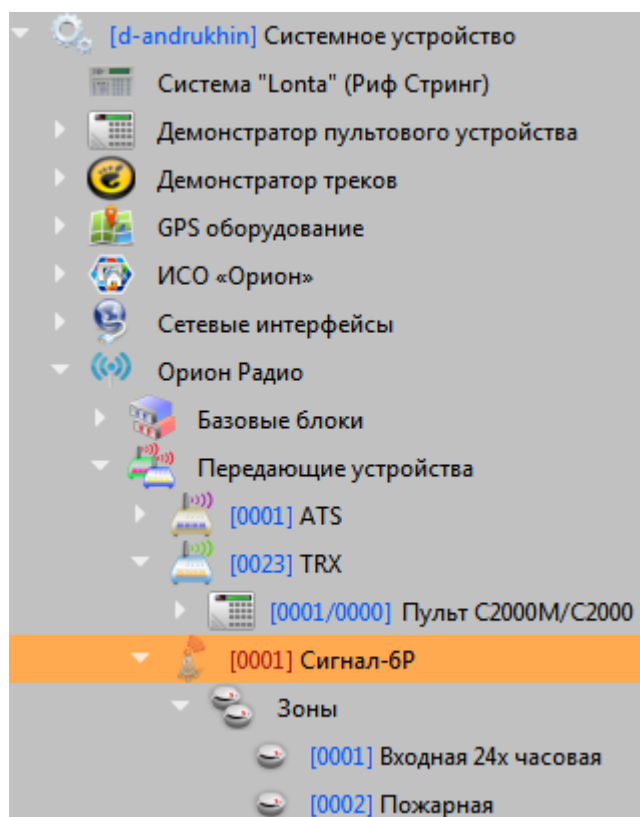 [d-andrukhin] Системное устройство
Система "Lonta" (Риф Стринг)
Демонстратор пультового устройства
Демонстратор треков
GPS оборудование
ИСО «Орион»
Сетевые интерфейсы
Орион Радио
Базовые блоки
Передающие устройства
[0001] ATS
[0023] TRX
[0001/0000] Пульт С2000М/С2000
[0001] Сигнал-6Р
Зоны
[0001] Входная 24х часовая
[0002] Пожарная